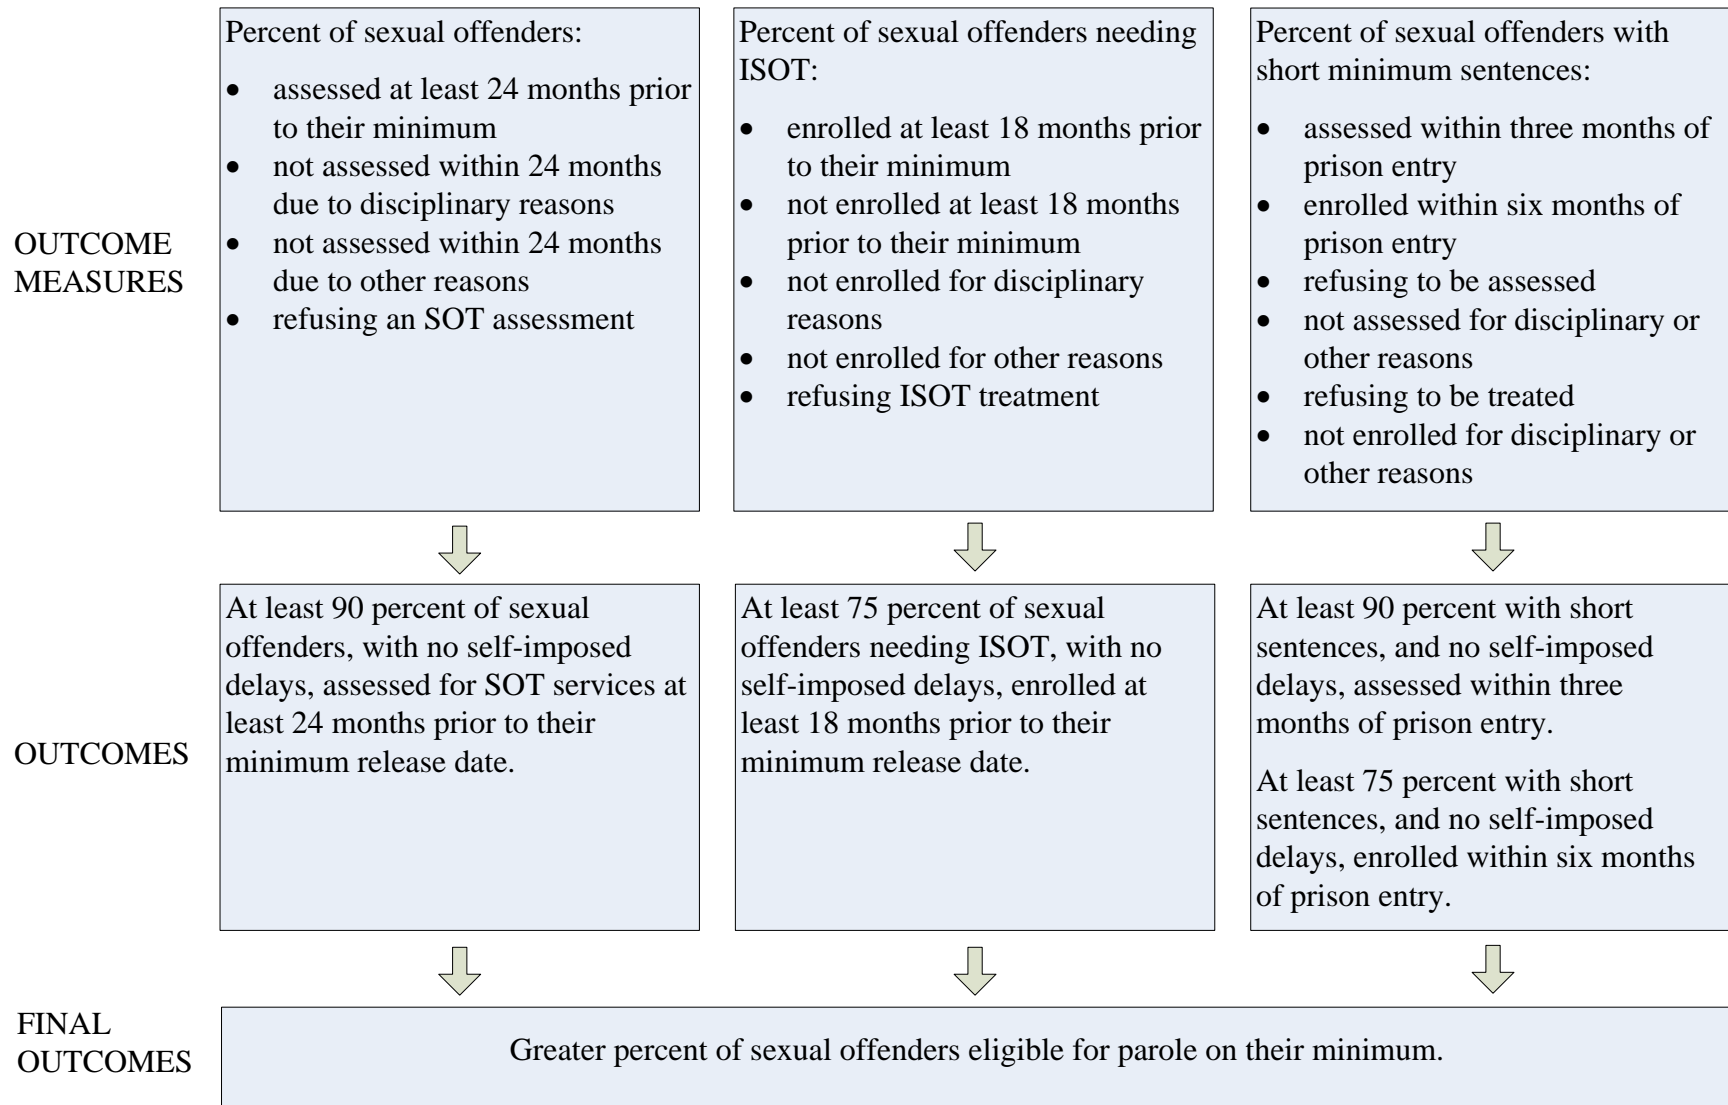 OUTCOME
MEASURES
Percent of sexual offenders:
• assessed at least 24 months prior
to their minimum
• not assessed within 24 months
due to disciplinary reasons
• not assessed within 24 months
due to other reasons
• refusing an SOT assessment
Percent of sexual offenders needing
ISOT:
• enrolled at least 18 months prior
to their minimum
• not enrolled at least 18 months
prior to their minimum
• not enrolled for disciplinary
reasons
• not enrolled for other reasons
• refusing ISOT treatment
Percent of sexual offenders with
short minimum sentences:
• assessed within three months of
prison entry
• enrolled within six months of
prison entry
• refusing to be assessed
• not assessed for disciplinary or
other reasons
• refusing to be treated
• not enrolled for disciplinary or
other reasons
OUTCOMES
At least 90 percent of sexual
offenders, with no self-imposed
delays, assessed for SOT services at
least 24 months prior to their
minimum release date.
At least 75 percent of sexual
offenders needing ISOT, with no
self-imposed delays, enrolled at
least 18 months prior to their
minimum release date.
At least 90 percent with short
sentences, and no self-imposed
delays, assessed within three
months of prison entry.
At least 75 percent with short
sentences, and no self-imposed
delays, enrolled within six months
of prison entry.
FINAL
OUTCOMES
Greater percent of sexual offenders eligible for parole on their minimum.